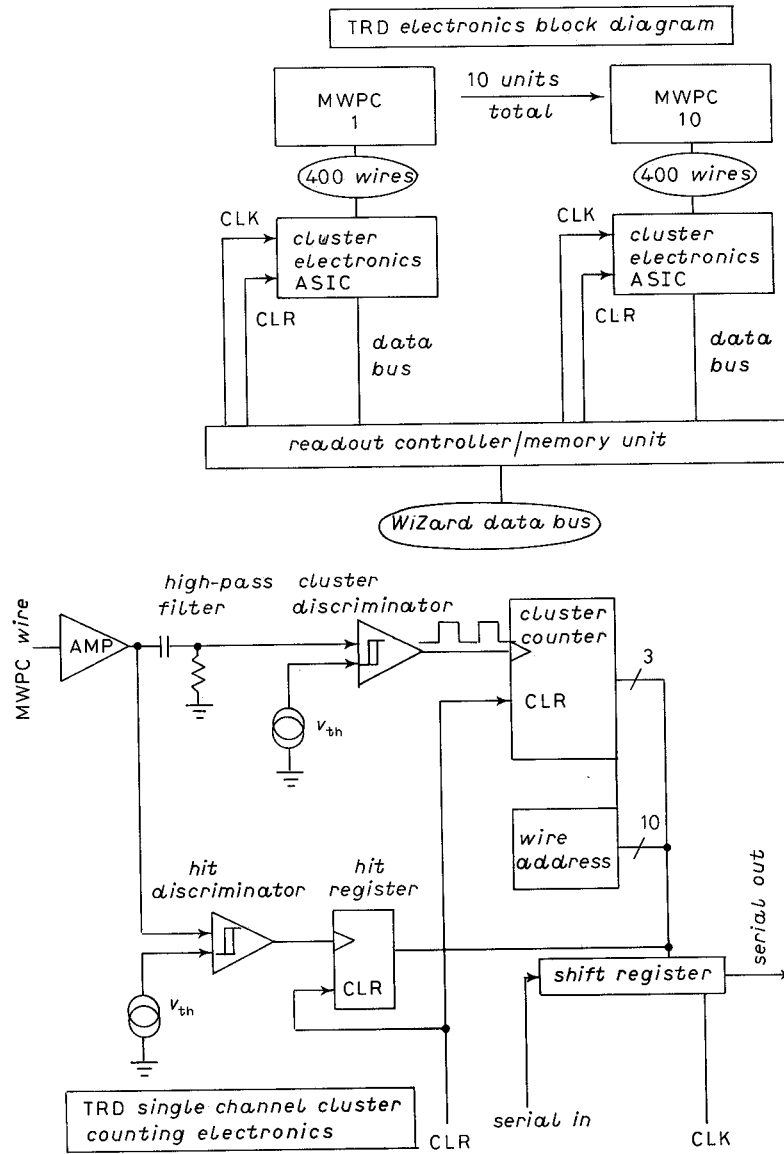 TRD electronics block diagram
MWPC
1
10 units
total
MWPC
10
400 wires
400 wires
CLK
cluster
electronics
ASIC
CLR
data
bus
CLK
cluster
electronics
ASIC
CLR
data
bus
readout controller/memory unit
WiZard data bus
MWPC wire
AMP
high-pass
filter
cluster
discriminator
cluster
counter
CLR
3
Vth
wire
address
10
hit
discriminator
hit
register
CLR
Vth
shift register
serial out
serial in
TRD single channel cluster
counting electronics
CLR
CLK